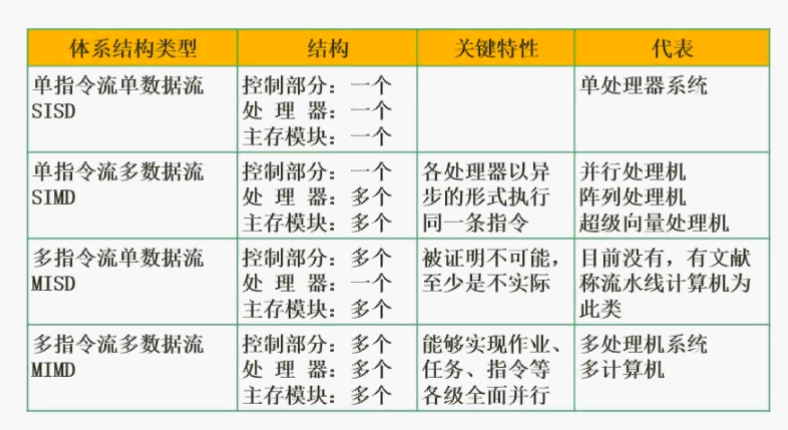 体系结构类型 结构 关键特性 代表
单指令流单数据流
SISD
控制部分：一个
处 理 器：一个
主存模块：一个
单处理器系统
单指令流多数据流
SIMD
控制部分：一个
处 理 器：多个
主存模块：多个
各处理器以异
步的形式执行
同一条指令
并行处理机
阵列处理机
超级向量处理机
多指令流单数据流
MISD
控制部分：多个
处 理 器：一个
主存模块：多个
被证明不可能，
至少是不实际
目前没有，有文献
称流水线计算机为
此类
多指令流多数据流
MIMD
控制部分：多个
处 理 器：多个
主存模块：多个
能够实现作业、
任务、指令等
各级全面并行
多处理机系统
多计算机